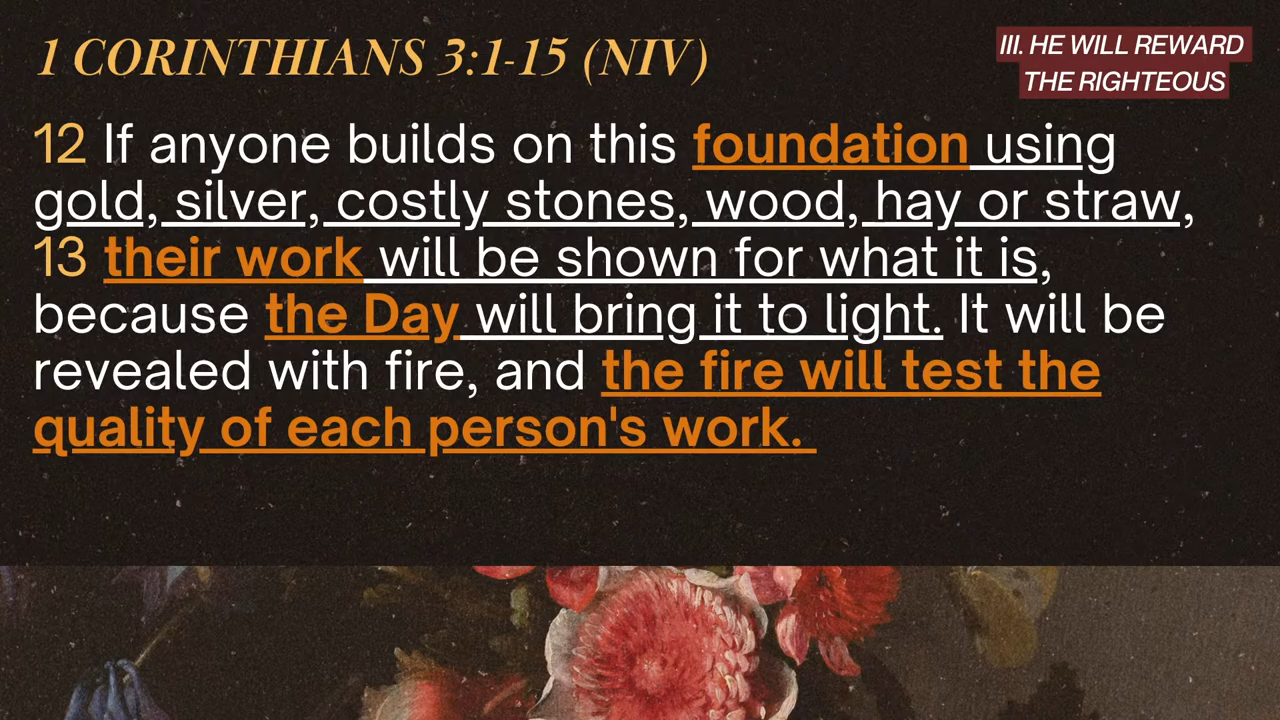 1 CORINTHIANS 3:1-15 (NIV)
III. HE WILL REWARD
THE RIGHTEOUS
12 If anyone builds on this foundation using
gold, silver, costly stones, wood, hay or straw,
13 their work will be shown for what it is,
because the Day will bring it to light. It will be
revealed with fire, and the fire will test the
quality of each person's work.